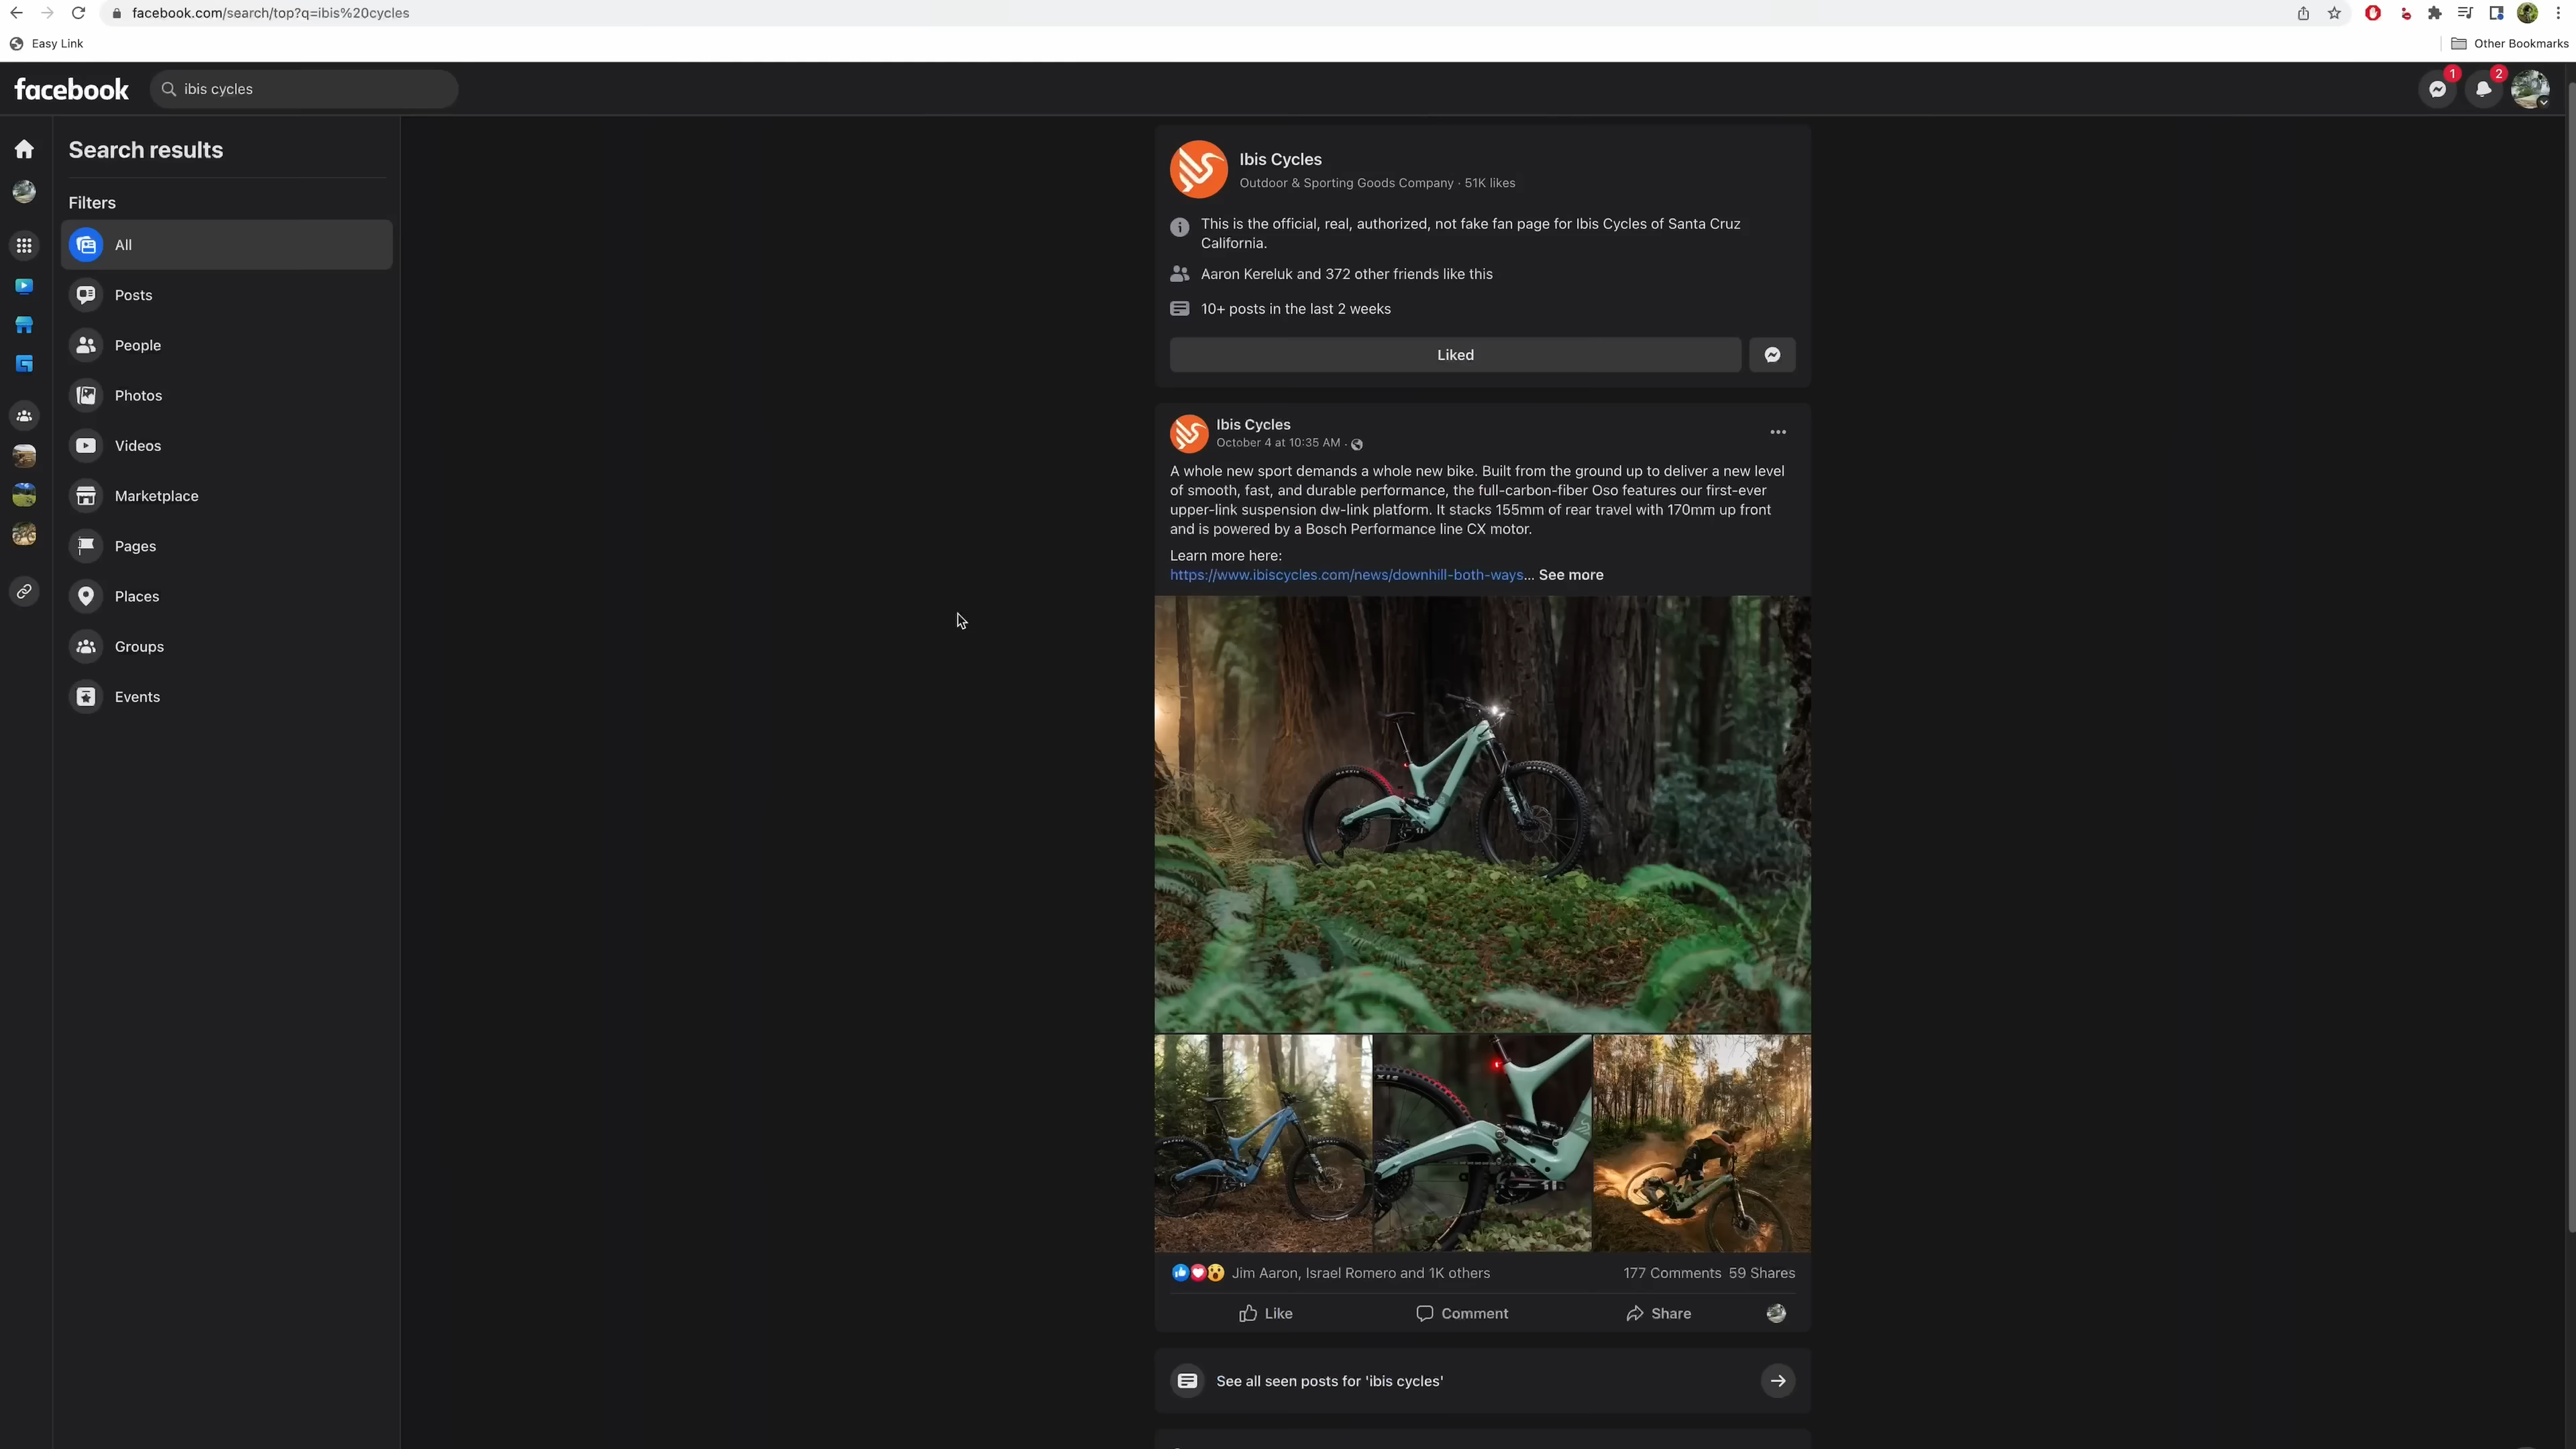 facebook.com/search/top?q=ibis%20cycles
Easy Link
Other Bookmarks
facebook
ibis cycles
1
2
Search results
Filters
All
Posts
People
Photos
Videos
Marketplace
Pages
Places
Groups
Events
Ibis Cycles
Outdoor & Sporting Goods Company · 51K likes
This is the official, real, authorized, not fake fan page for Ibis Cycles of Santa Cruz
California.
Aaron Kereluk and 372 other friends like this
10+ posts in the last 2 weeks
Liked
Ibis Cycles
October 4 at 10:35 AM ·
A whole new sport demands a whole new bike. Built from the ground up to deliver a new level
of smooth, fast, and durable performance, the full-carbon-fiber Oso features our first-ever
upper-link suspension dw-link platform. It stacks 155mm of rear travel with 170mm up front
and is powered by a Bosch Performance line CX motor.
Learn more here:
https://www.ibiscycles.com/news/downhill-both-ways... See more
Jim Aaron, Israel Romero and 1K others
177 Comments 59 Shares
Like
Comment
Share
See all seen posts for 'ibis cycles'